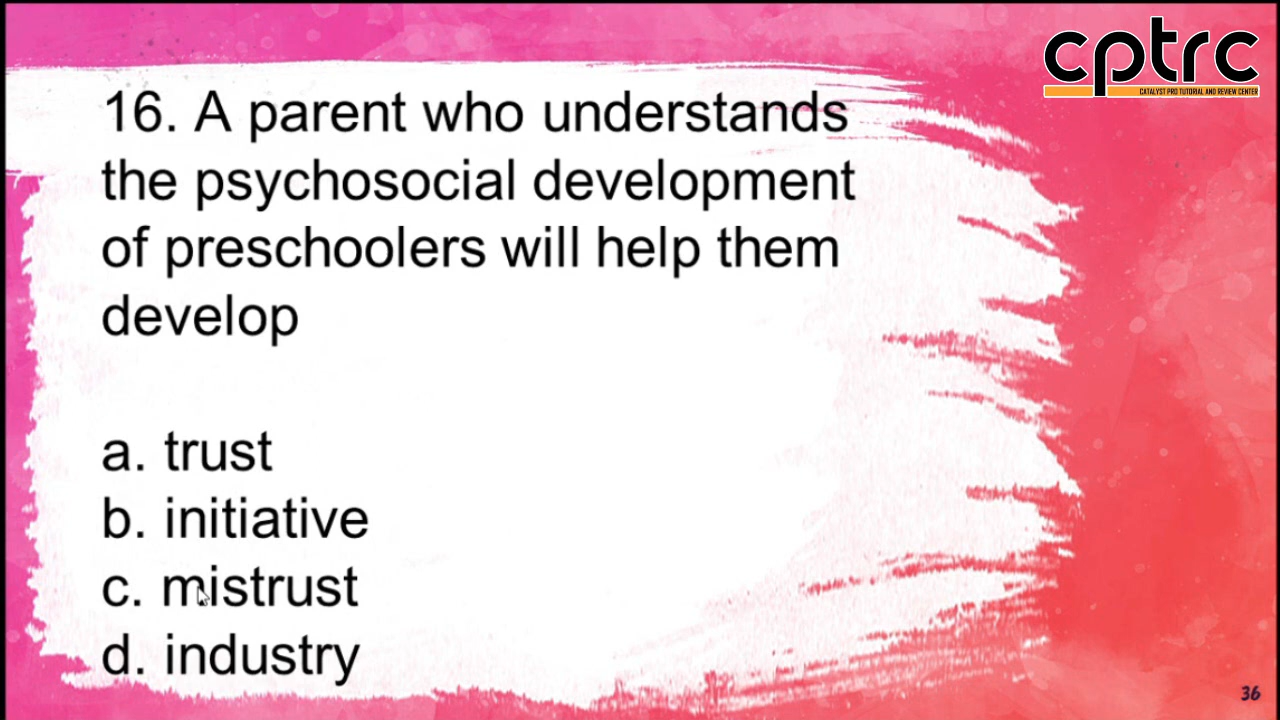 cptrc
CATALYST PRO TUTORIAL AND REVIEW CENTER
16. A parent who understands
the psychosocial development
of preschoolers will help them
develop
a. trust
b. initiative
c. mistrust
d. industry
36